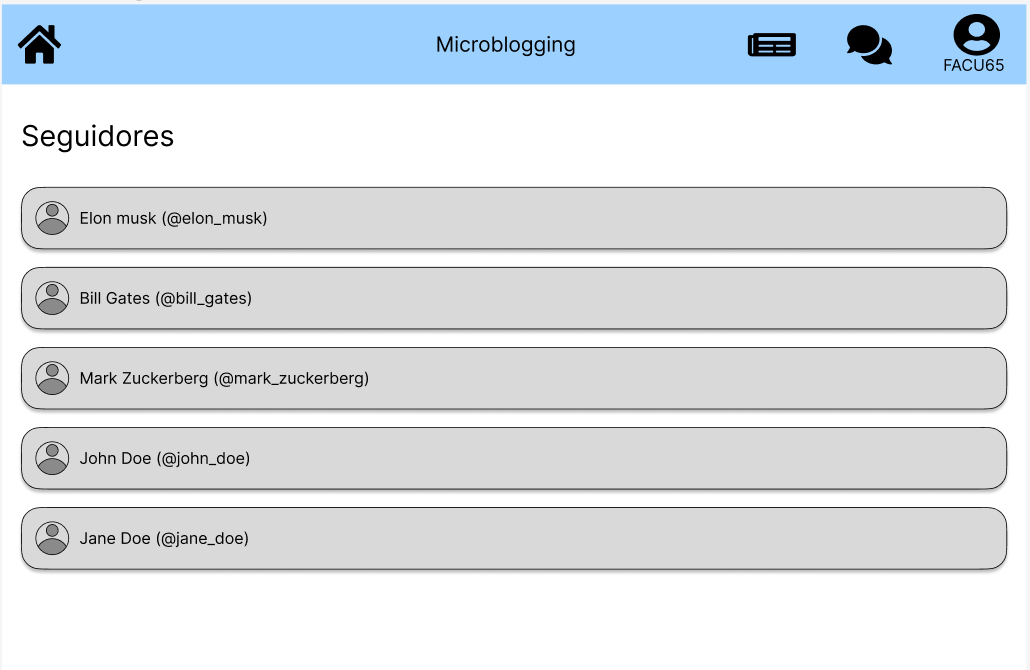 Microblogging
FACU65
Seguidores
Elon musk (@elon_musk)
Bill Gates (@bill_gates)
Mark Zuckerberg (@mark_zuckerberg)
John Doe (@john_doe)
Jane Doe (@jane_doe)